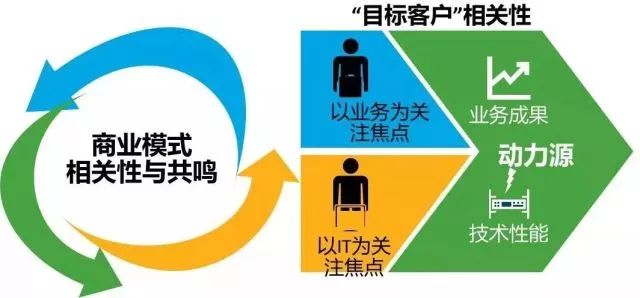 “目标客户”相关性
商业模式
相关性与共鸣
以业务为关
注焦点
业务成果
动力源
以IT为关
注焦点
技术性能